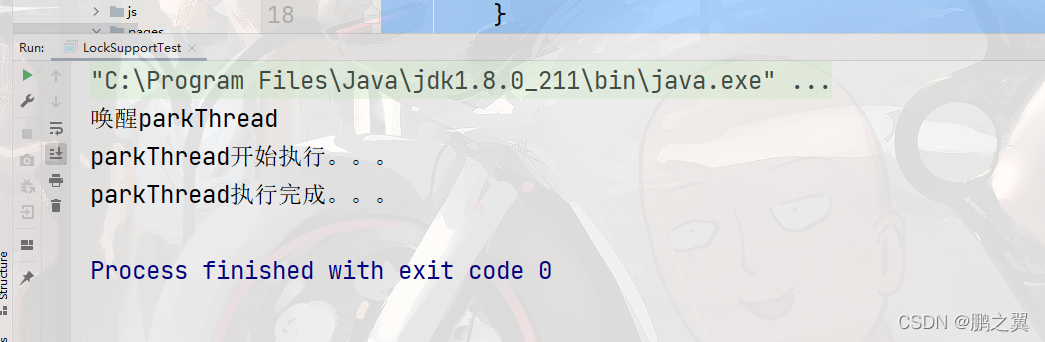 js
18
}
pages
Run: LockSupportTest
"C:\Program Files\Java\jdk1.8.0_211\bin\java.exe" ...
唤醒parkThread
parkThread开始执行。。。
parkThread执行完成。。。
Process finished with exit code 0
Structure
CSDN @鹏之翼